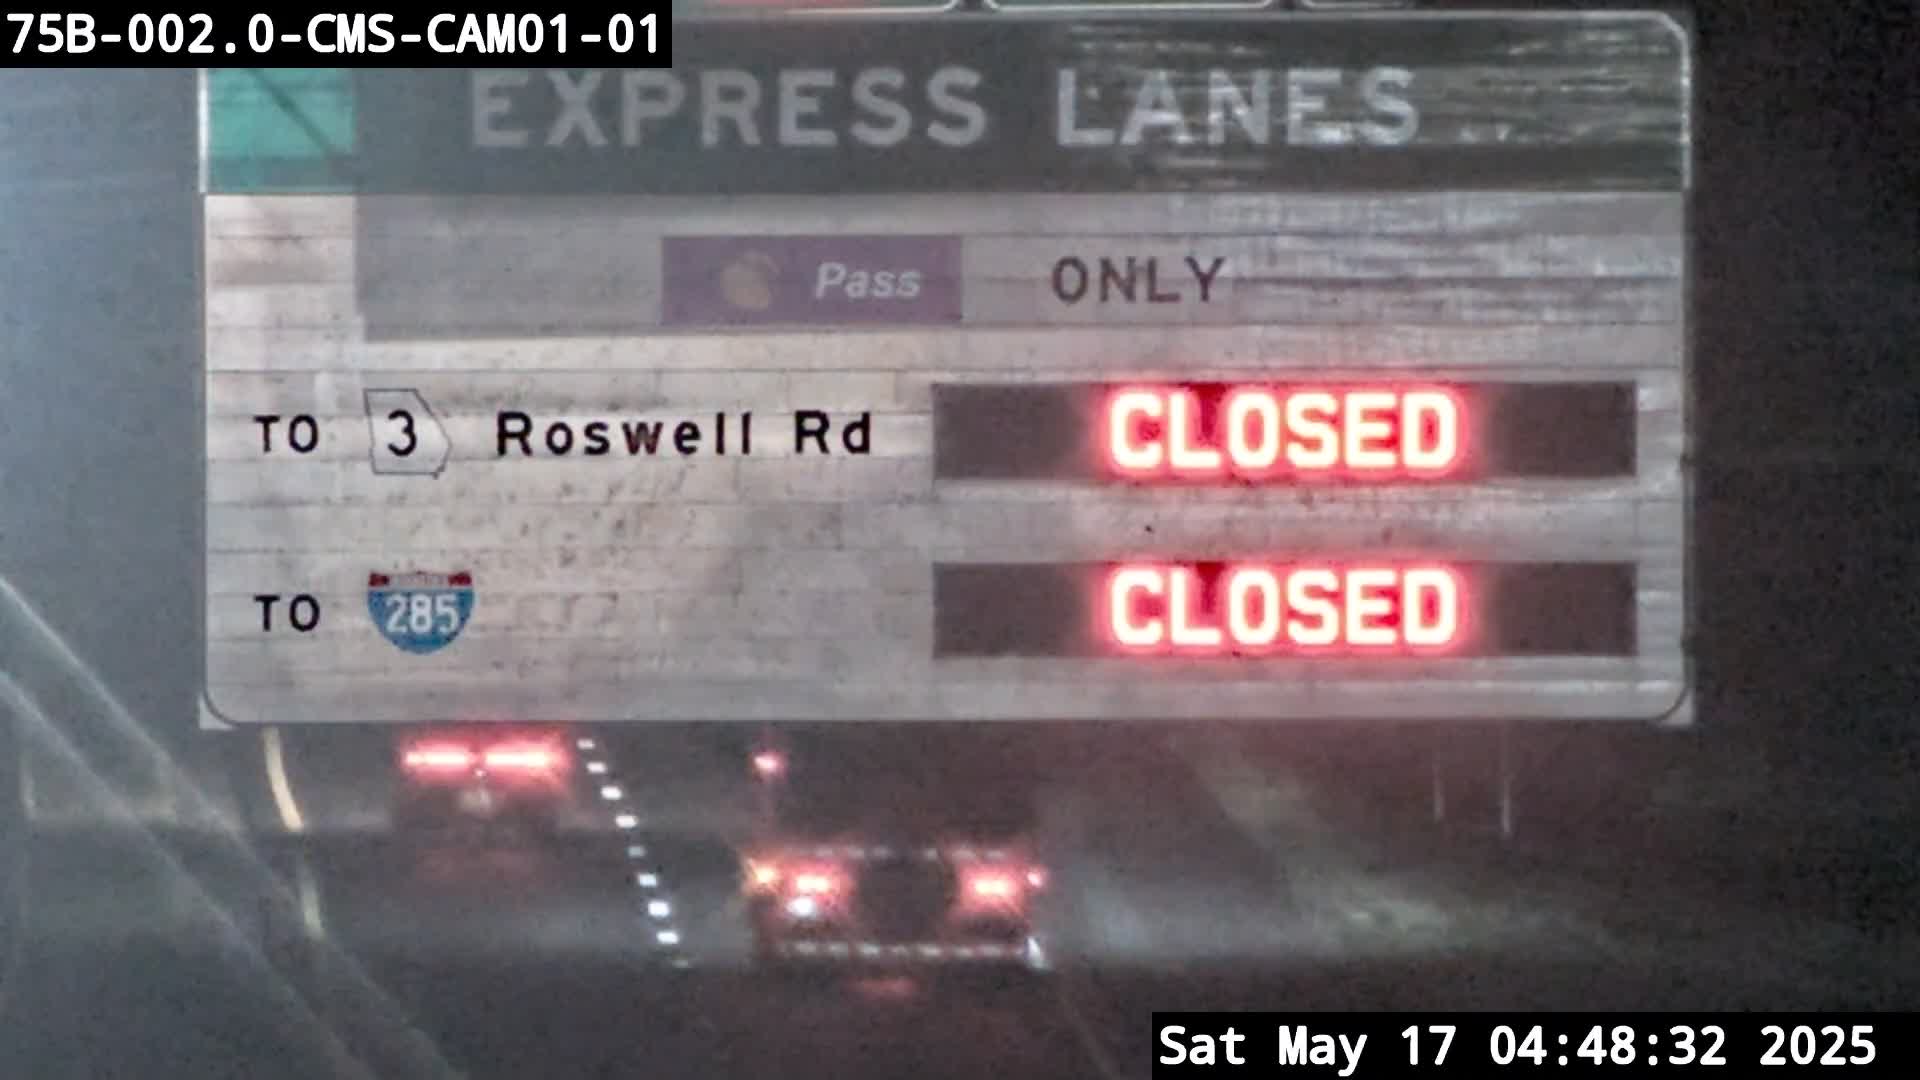 75B-002.0-CMS-CAM01-01
EXPRESS LANES
Pass ONLY
TO 3 Roswell Rd CLOSED
TO 285 CLOSED
Sat May 17 04:48:32 2025